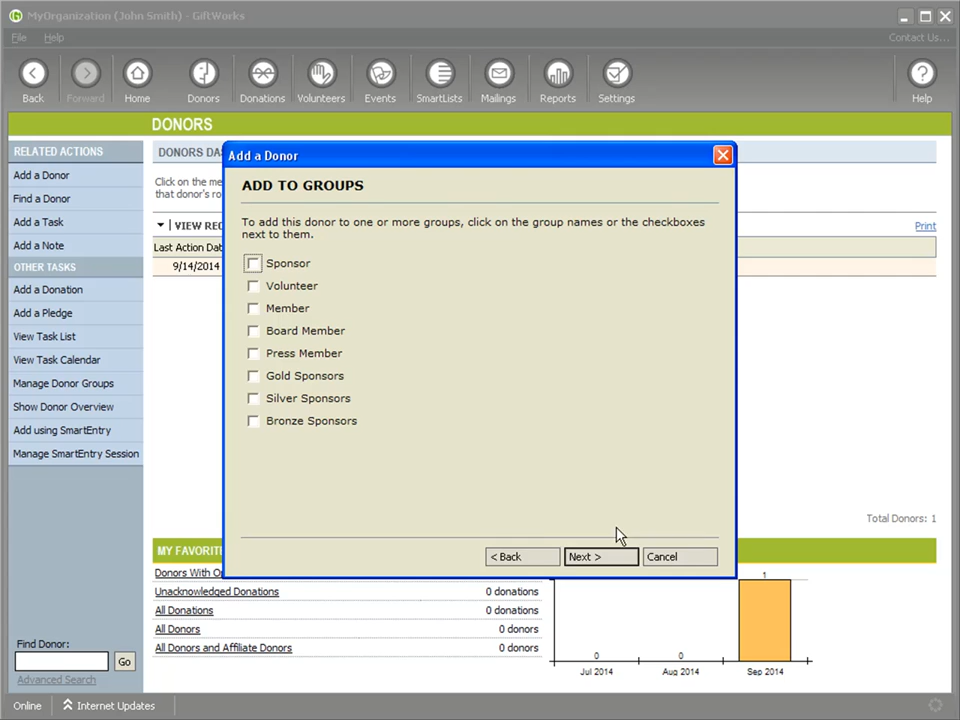 MyOrganization (John Smith) - GiftWorks
File Help Contact Us...
Back Forward Home Donors Donations Volunteers Events SmartLists Mailings Reports Settings Help
DONORS
RELATED ACTIONS
Add a Donor
Find a Donor
Add a Task
Add a Note
OTHER TASKS
Add a Donation
Add a Pledge
View Task List
View Task Calendar
Manage Donor Groups
Show Donor Overview
Add using SmartEntry
Manage SmartEntry Session
Find Donor:
Go
Advanced Search
DONORS DA
Click on the me
that donor's ro
VIEW REC
Print
Last Action Dat
9/14/2014
Add a Donor
ADD TO GROUPS
To add this donor to one or more groups, click on the group names or the checkboxes
next to them.
Sponsor
Volunteer
Member
Board Member
Press Member
Gold Sponsors
Silver Sponsors
Bronze Sponsors
< Back Next > Cancel
Total Donors: 1
MY FAVORIT
Donors With Op
Unacknowledged Donations 0 donations
All Donations 0 donations
All Donors 0 donors
All Donors and Affiliate Donors 0 donors
0 0 1
Jul 2014 Aug 2014 Sep 2014
Online Internet Updates